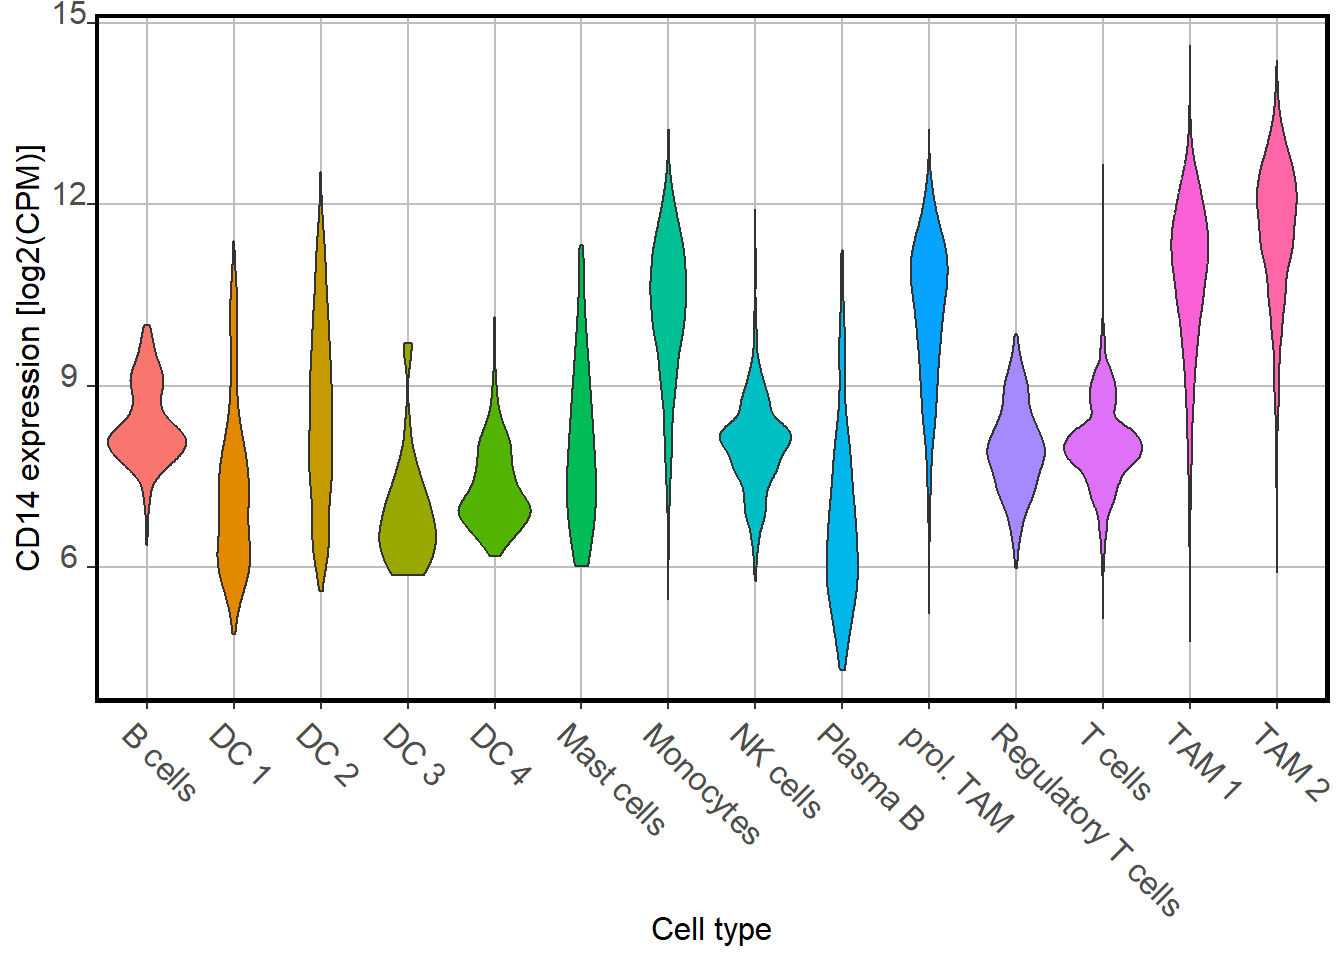 15
12
9
6
CD14 expression [log2(CPM)]
B cells
DC 1
DC 2
DC 3
DC 4
Mast cells
Monocytes
NK cells
Plasma B
prol. TAM
Regulatory T cells
T cells
TAM 1
TAM 2
Cell type